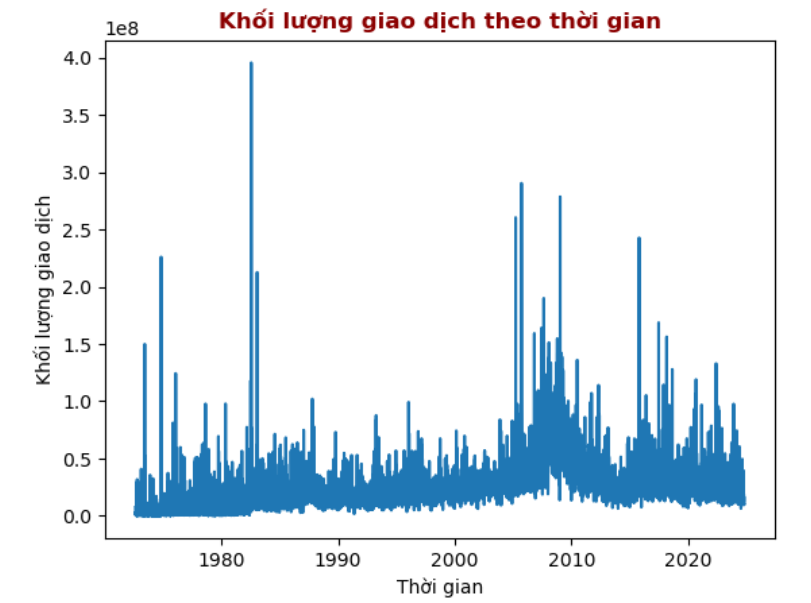 Khối lượng giao dịch theo thời gian
1e8
4.0
3.5
3.0
2.5
2.0
1.5
1.0
0.5
0.0
Khối lượng giao dịch
1980 1990 2000 2010 2020
Thời gian